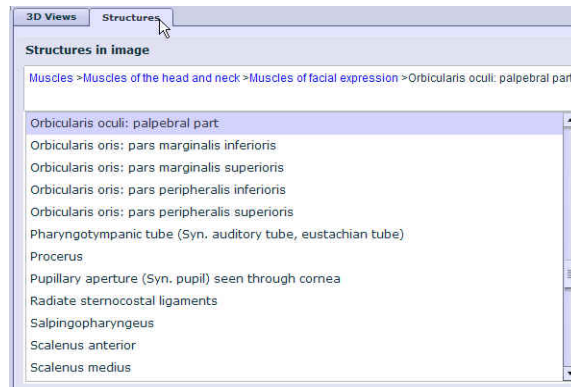 3D Views Structures
Structures in image
Muscles >Muscles of the head and neck >Muscles of facial expression >Orbicularis oculi: palpebral part
Orbicularis oculi: palpebral part
Orbicularis oris: pars marginalis inferioris
Orbicularis oris: pars marginalis superioris
Orbicularis oris: pars peripheralis inferioris
Orbicularis oris: pars peripheralis superioris
Pharyngotympanic tube (Syn. auditory tube, eustachian tube)
Procerus
Pupillary aperture (Syn. pupil) seen through cornea
Radiate sternocostal ligaments
Salpingopharyngeus
Scalenus anterior
Scalenus medius